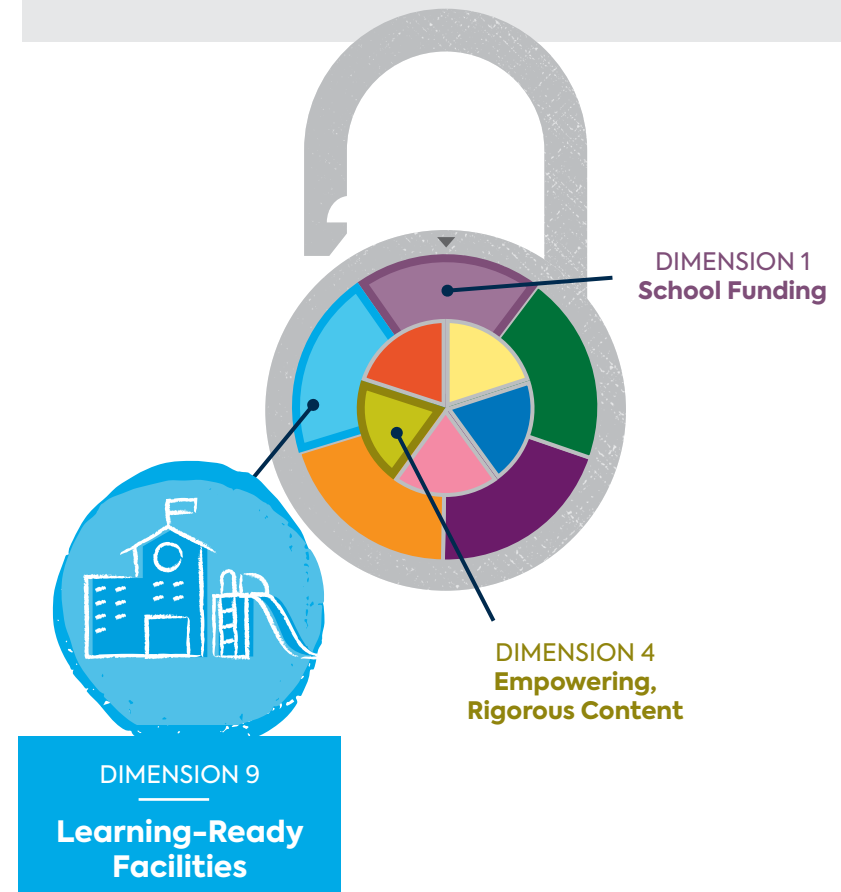 DIMENSION 1
School Funding
DIMENSION 4
Empowering,
Rigorous Content
DIMENSION 9
Learning-Ready
Facilities